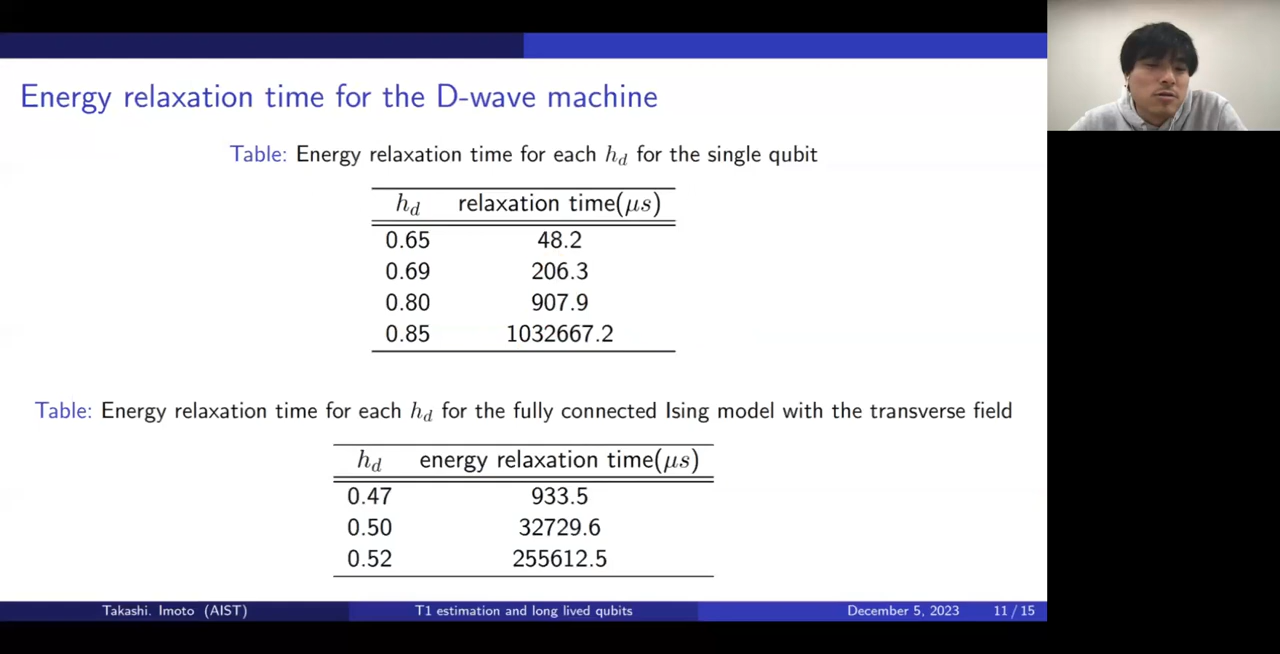 Energy relaxation time for the D-wave machine
Table: Energy relaxation time for each h_d for the single qubit
h_d relaxation time(μs)
0.65 48.2
0.69 206.3
0.80 907.9
0.85 1032667.2
Table: Energy relaxation time for each h_d for the fully connected Ising model with the transverse field
h_d energy relaxation time(μs)
0.47 933.5
0.50 32729.6
0.52 255612.5
Takashi. Imoto (AIST) T1 estimation and long lived qubits December 5, 2023 11 / 15